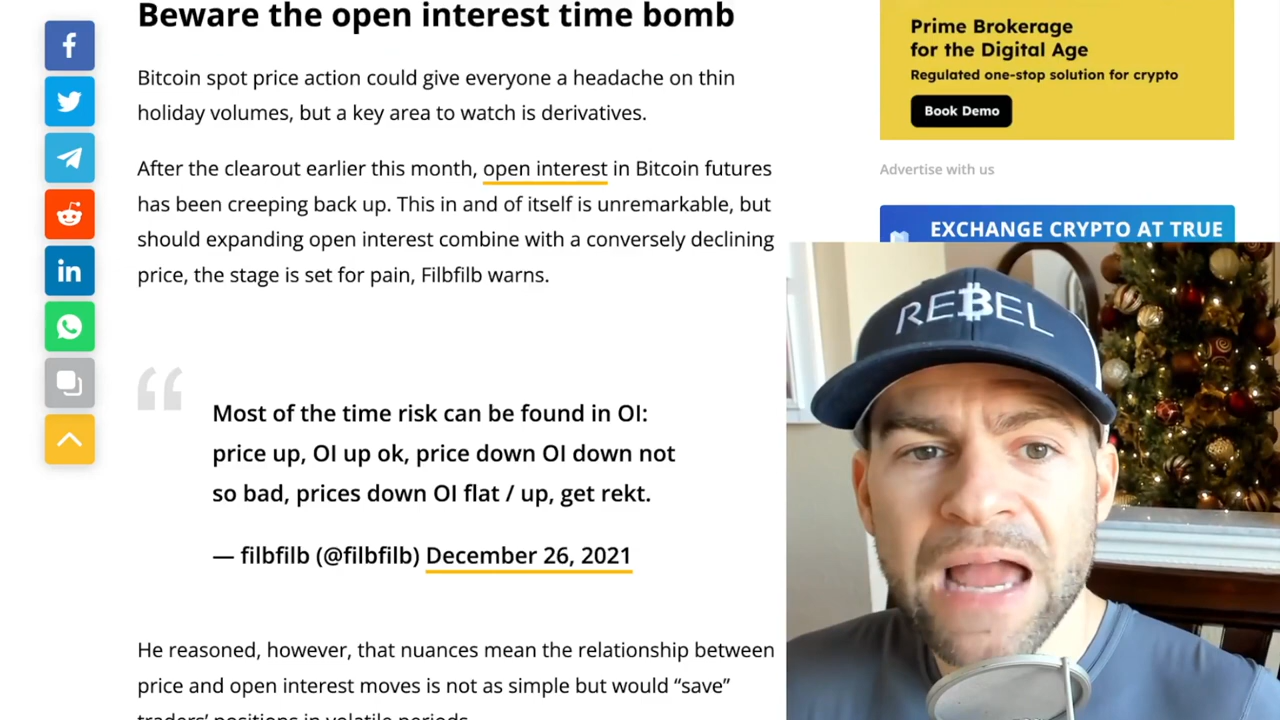 Beware the open interest time bomb
Bitcoin spot price action could give everyone a headache on thin
holiday volumes, but a key area to watch is derivatives.
After the clearout earlier this month, open interest in Bitcoin futures
has been creeping back up. This in and of itself is unremarkable, but
should expanding open interest combine with a conversely declining
price, the stage is set for pain, Filbfilb warns.
Most of the time risk can be found in OI:
price up, OI up ok, price down OI down not
so bad, prices down OI flat / up, get rekt.
— filbfilb (@filbfilb) December 26, 2021
He reasoned, however, that nuances mean the relationship between
price and open interest moves is not as simple but would “save”
traders’ positions in volatile periods.
Prime Brokerage
for the Digital Age
Regulated one-stop solution for crypto
Book Demo
Advertise with us
EXCHANGE CRYPTO AT TRUE
REBEL